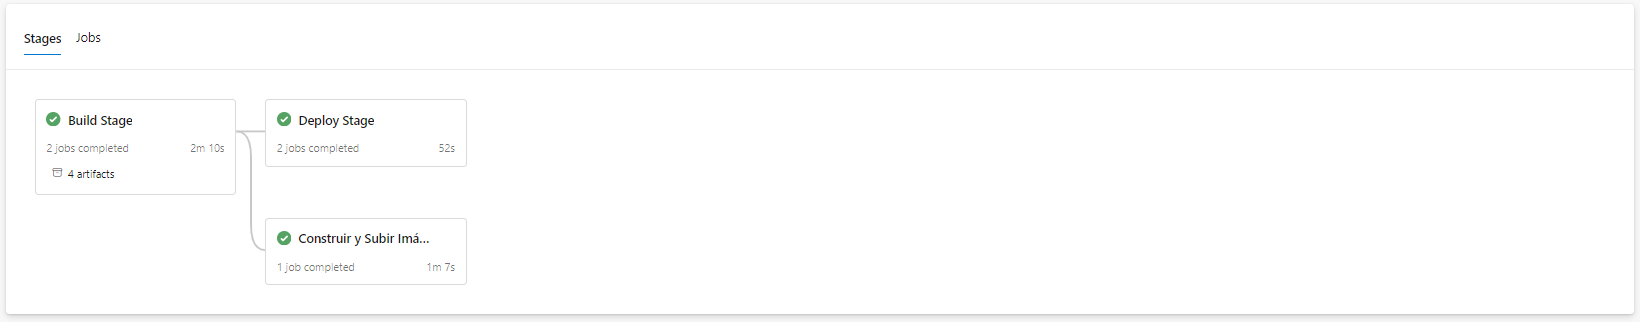 Stages Jobs
Build Stage
2 jobs completed 2m 10s
4 artifacts
Deploy Stage
2 jobs completed 52s
Construir y Subir Imá...
1 job completed 1m 7s